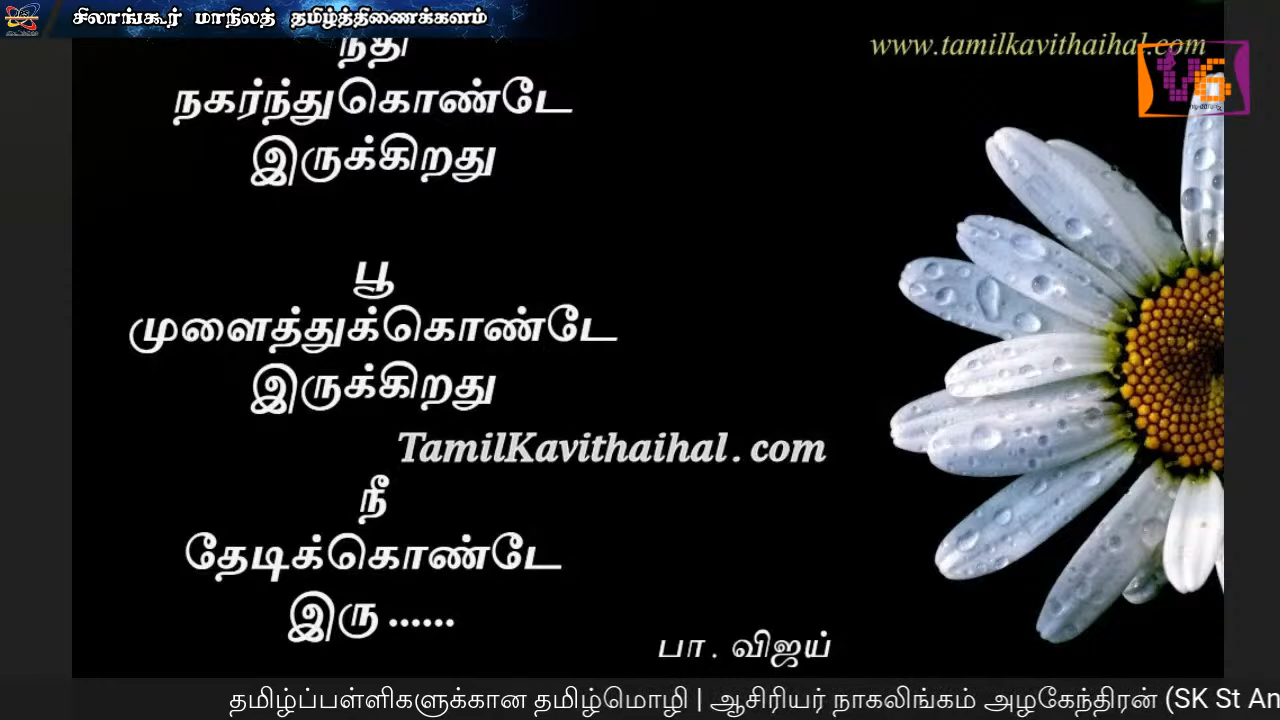 சிலாங்கூர் மாநிலத் தமிழ்த்திணைக்களம்
www.tamilkavithaihal.com
நதி
நகர்ந்துகொண்டே
இருக்கிறது
பூ
முளைத்துக்கொண்டே
இருக்கிறது
TamilKavithaihal.com
நீ
தேடிக்கொண்டே
இரு ......
பா. விஜய்
தமிழ்ப்பள்ளிகளுக்கான தமிழ்மொழி | ஆசிரியர் நாகலிங்கம் அழகேந்திரன் (SK St An